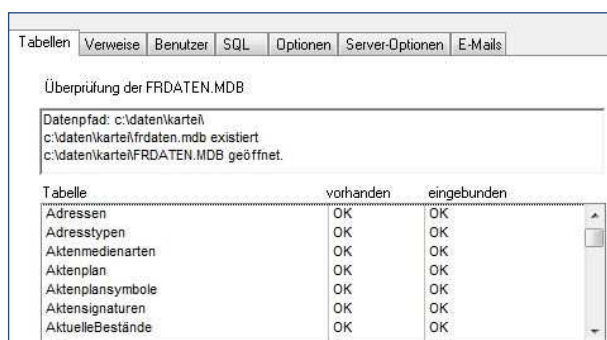 Tabellen Verweise Benutzer SQL Optionen Server-Optionen E-Mails
Überprüfung der FRDATEN.MDB
Datenpfad: c:\daten\kartei\
c:\daten\kartei\frdaten.mdb existiert
c:\daten\kartei\FRDATEN.MDB geöffnet.
Tabelle vorhanden eingebunden
Adressen OK OK
Adresstypen OK OK
Aktenmedienarten OK OK
Aktenplan OK OK
Aktenplansymbole OK OK
Aktensignaturen OK OK
AktuelleBestände OK OK